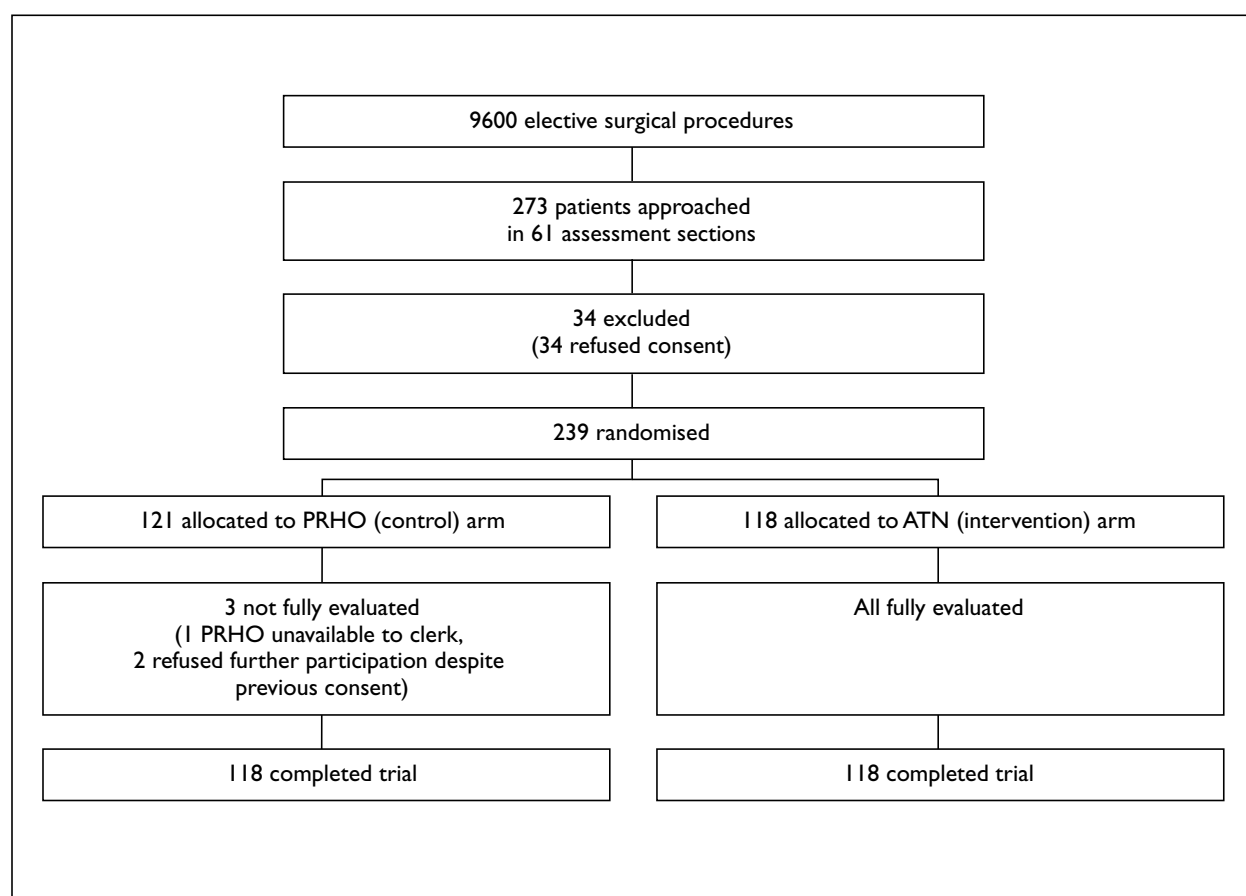 9600 elective surgical procedures
273 patients approached
in 61 assessment sections
34 excluded
(34 refused consent)
239 randomised
121 allocated to PRHO (control) arm
118 allocated to ATN (intervention) arm
3 not fully evaluated
(1 PRHO unavailable to clerk,
2 refused further participation despite
previous consent)
All fully evaluated
118 completed trial
118 completed trial